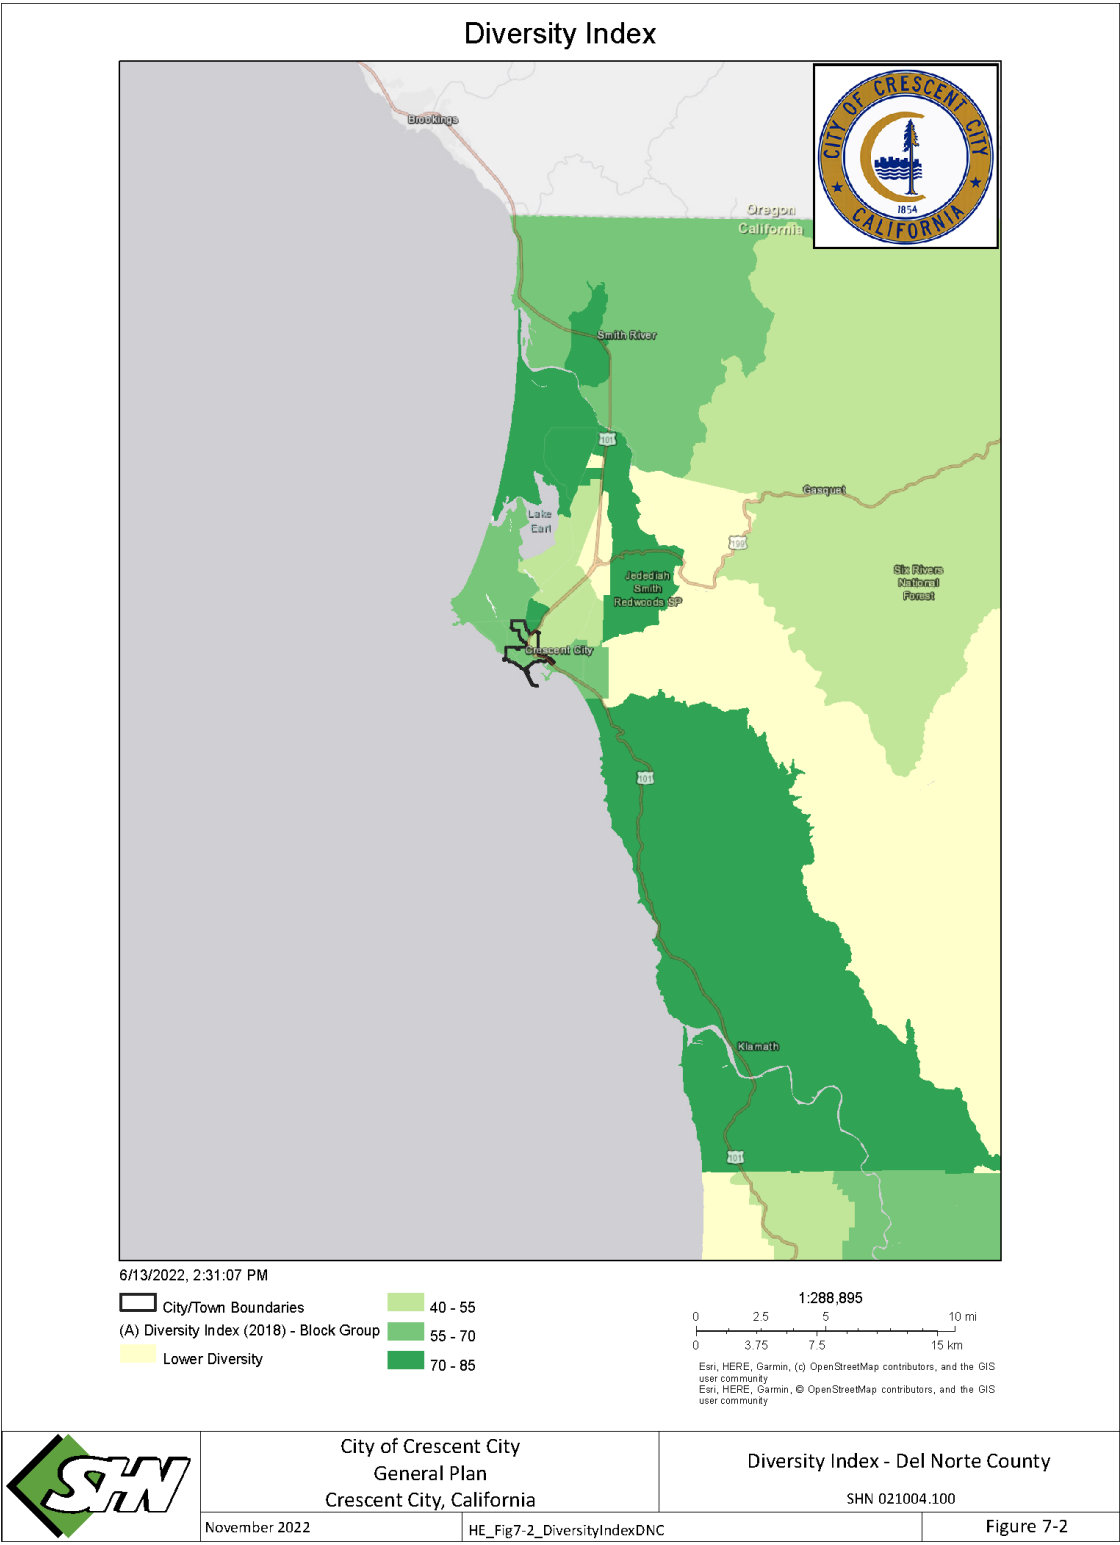 Diversity Index
Brookings
CITY OF CRESCENT CITY
1854
CALIFORNIA
Oregon
California
Smith River
101
Gasquet
Lake
Earl
199
Six Rivers
National
Forest
Jedediah
Smith
Redwoods SP
Crescent City
101
Klamath
101
6/13/2022, 2:31:07 PM
City/Town Boundaries
(A) Diversity Index (2018) - Block Group
Lower Diversity
40 - 55
55 - 70
70 - 85
1:288,895
0 2.5 5 10 mi
0 3.75 7.5 15 km
Esri, HERE, Garmin, (c) OpenStreetMap contributors, and the GIS
user community
Esri, HERE, Garmin, © OpenStreetMap contributors, and the GIS
user community
SHN
City of Crescent City
General Plan
Crescent City, California
Diversity Index - Del Norte County
SHN 021004.100
November 2022
HE_Fig7-2_DiversityIndexDNC
Figure 7-2